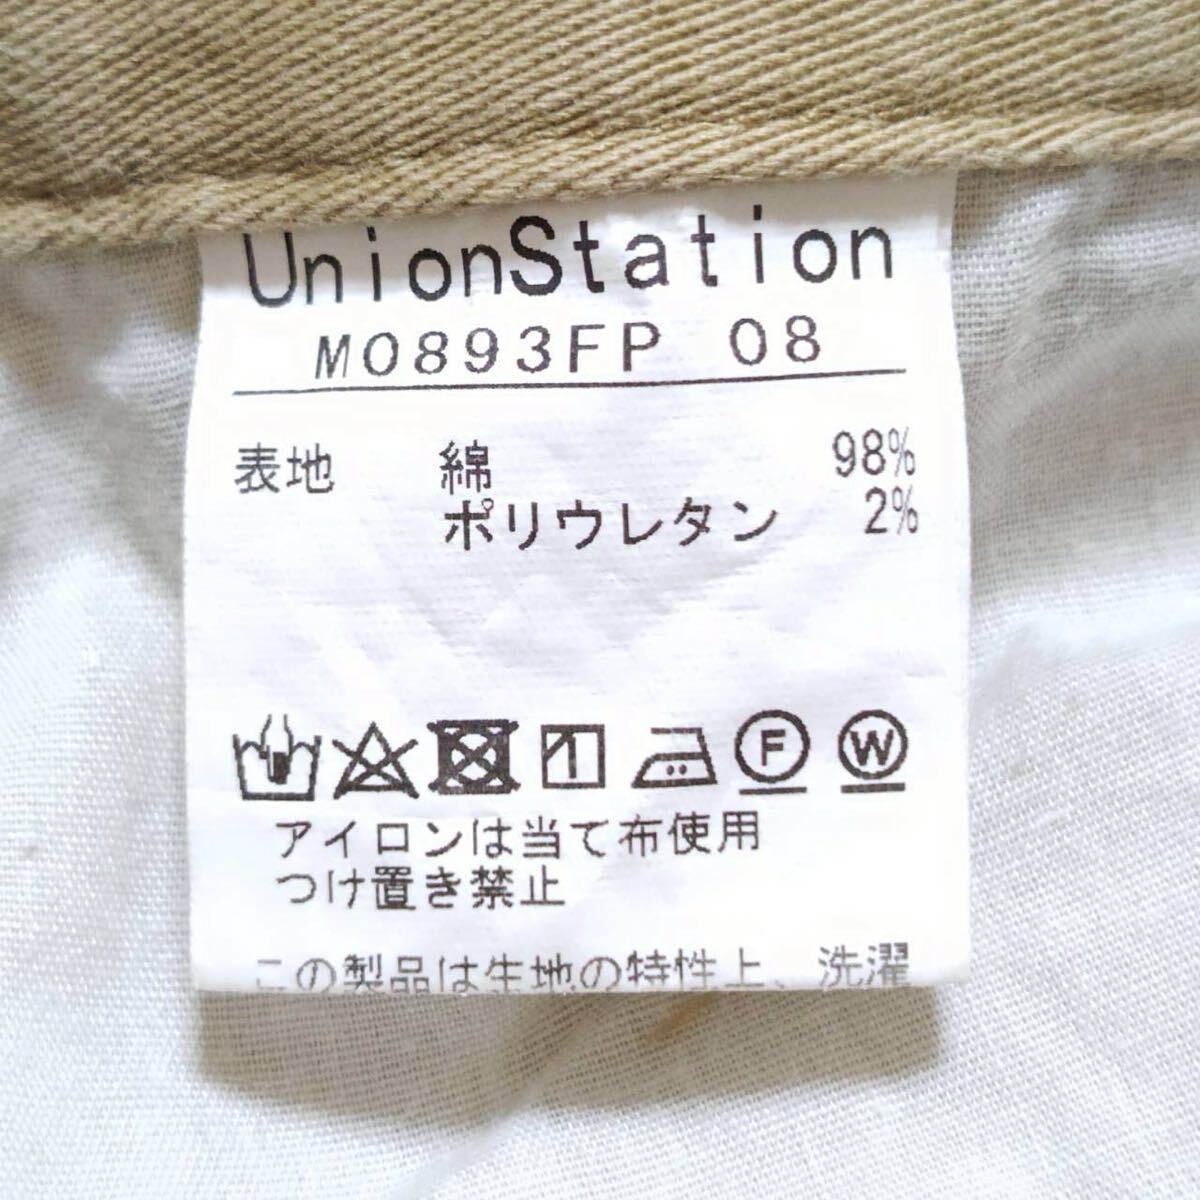 UnionStation
M0893FP 08
表地 綿 98%
ポリウレタン 2%
F W
アイロンは当て布使用
つけ置き禁止
この製品は生地の特性上、洗濯